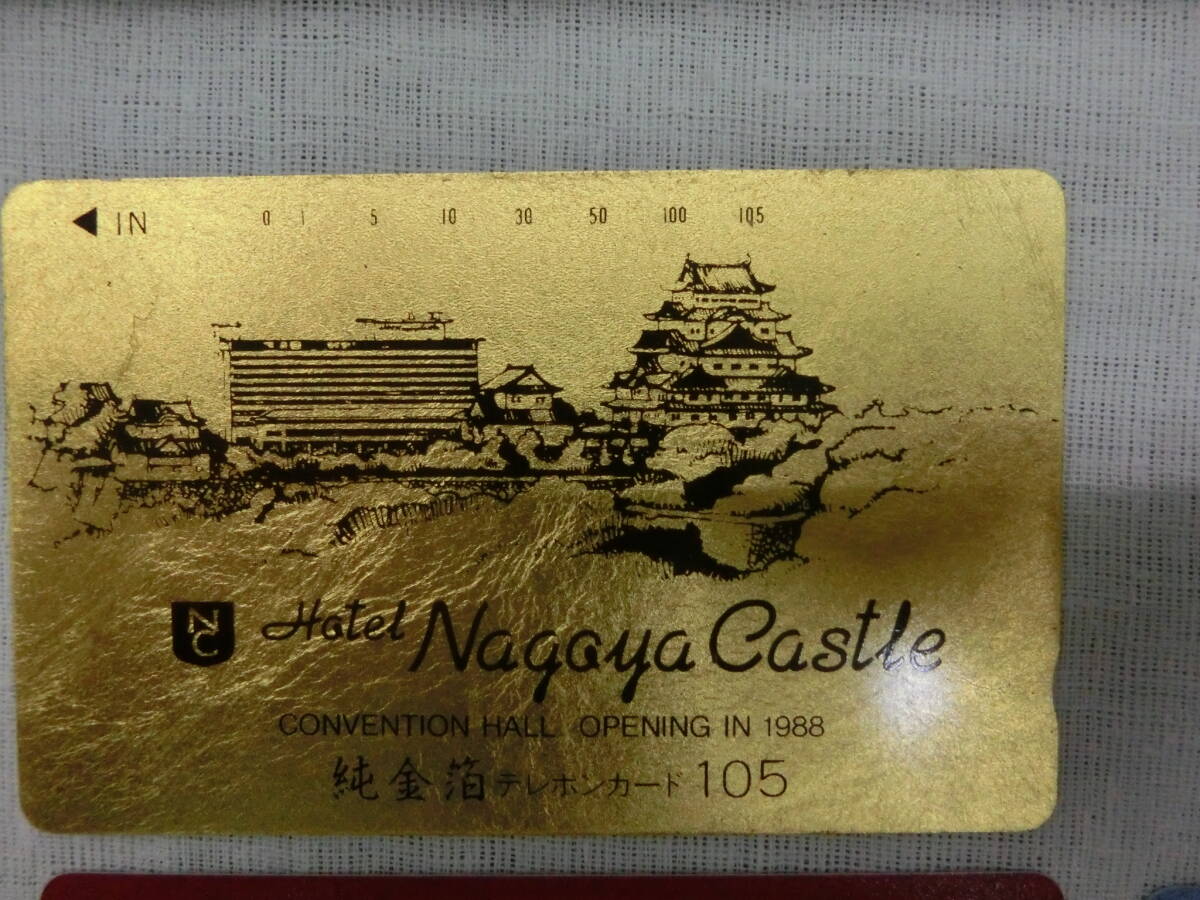 ◀ IN 0 1 5 10 30 50 100 105
NC Hotel Nagoya Castle
CONVENTION HALL OPENING IN 1988
純金箔テレホンカード 105